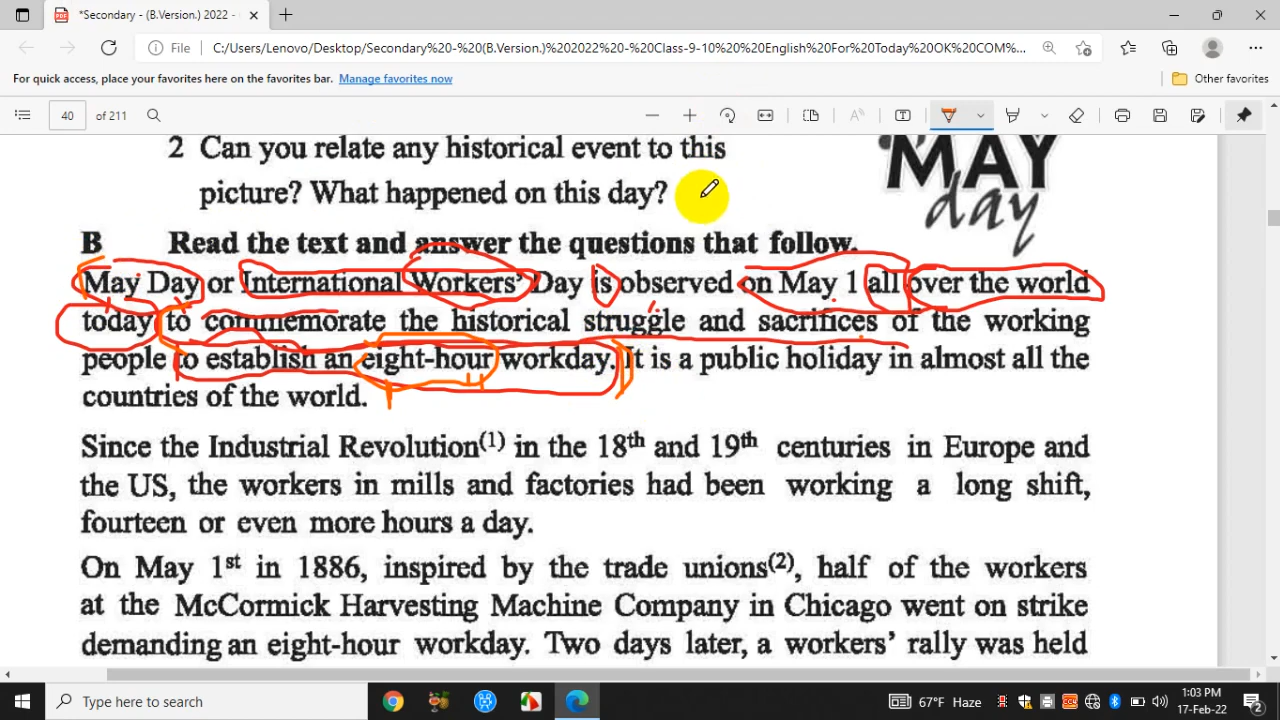 *Secondary - (B.Version.) 2022 -
File C:/Users/Lenovo/Desktop/Secondary%20-%20(B.Version.)%202022%20-%20Class-9-10%20%20English%20For%20Today%20OK%20COM%...
For quick access, place your favorites here on the favorites bar. Manage favorites now
Other favorites
40 of 211
2 Can you relate any historical event to this
picture? What happened on this day?
MAY
day
B Read the text and answer the questions that follow.
May Day or International Workers' Day is observed on May 1 all over the world
today to commemorate the historical struggle and sacrifices of the working
people to establish an eight-hour workday. It is a public holiday in almost all the
countries of the world.
Since the Industrial Revolution(1) in the 18th and 19th centuries in Europe and
the US, the workers in mills and factories had been working a long shift,
fourteen or even more hours a day.
On May 1st in 1886, inspired by the trade unions(2), half of the workers
at the McCormick Harvesting Machine Company in Chicago went on strike
demanding an eight-hour workday. Two days later, a workers' rally was held
Type here to search
67°F Haze
1:03 PM
17-Feb-22
2